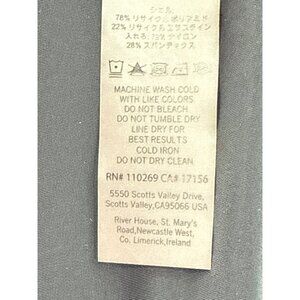 シェル:
78% リサイクルポリアミド
22% リサイクルエラスティン
入れる: 72% ナイロン
28% スパンデックス
MACHINE WASH COLD
WITH LIKE COLORS
DO NOT BLEACH
DO NOT TUMBLE DRY
LINE DRY FOR
BEST RESULTS
COLD IRON
DO NOT DRY CLEAN
RN# 110269 CA# 17156
5550 Scotts Valley Drive,
Scotts Valley,CA95066 USA
River House, St. Mary's
Road,Newcastle West,
Co. Limerick,Ireland